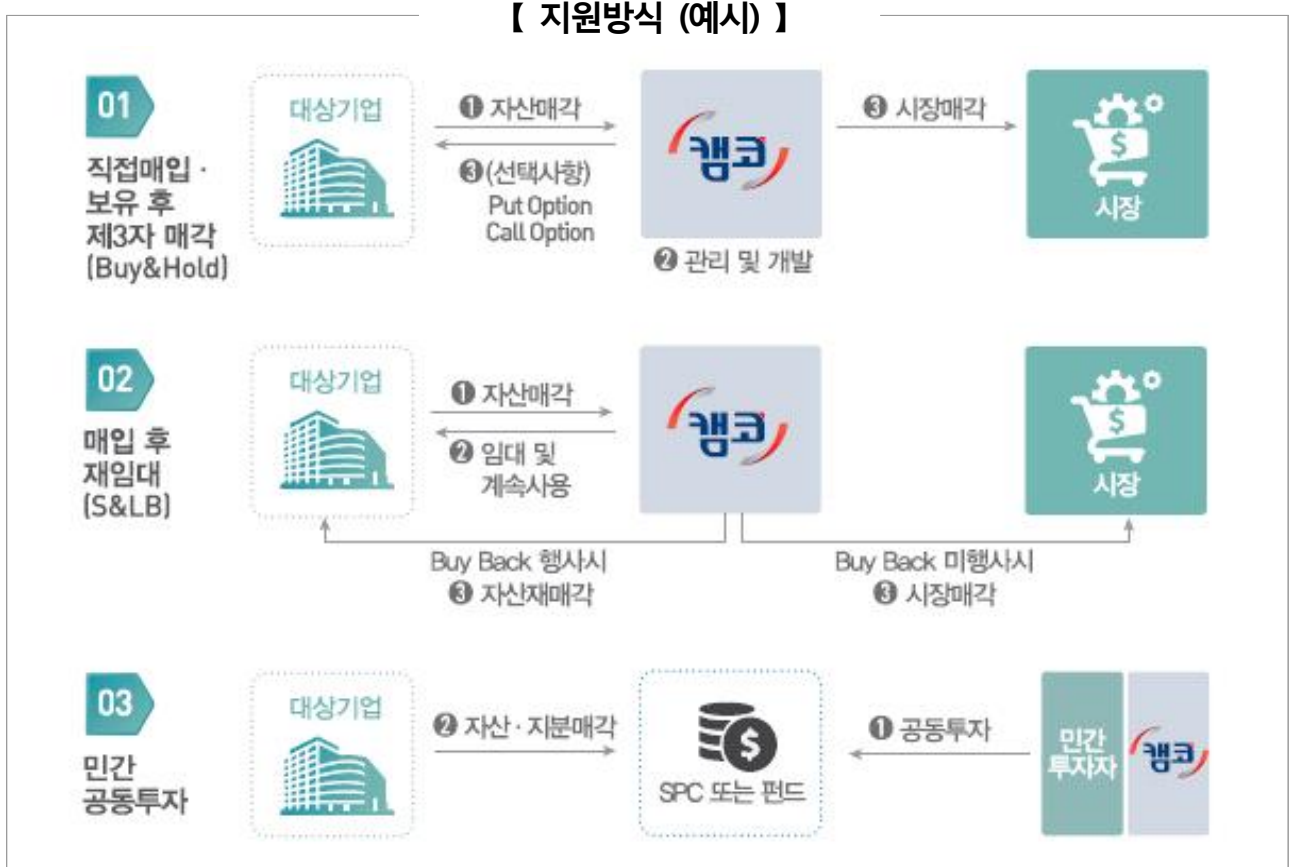 【 지원방식 (예시) 】
01
직접매입 ·
보유 후
제3자 매각
(Buy&Hold)
대상기업
❶ 자산매각
❸(선택사항)
Put Option
Call Option
캠코
❷ 관리 및 개발
❸ 시장매각
$
시장
02
매입 후
재임대
(S&LB)
대상기업
❶ 자산매각
❷ 임대 및
계속사용
캠코
$
시장
Buy Back 행사시
❸ 자산재매각
Buy Back 미행사시
❸ 시장매각
03
민간
공동투자
대상기업
❷ 자산 · 지분매각
$
SPC 또는 펀드
❶ 공동투자
민간
투자자
캠코